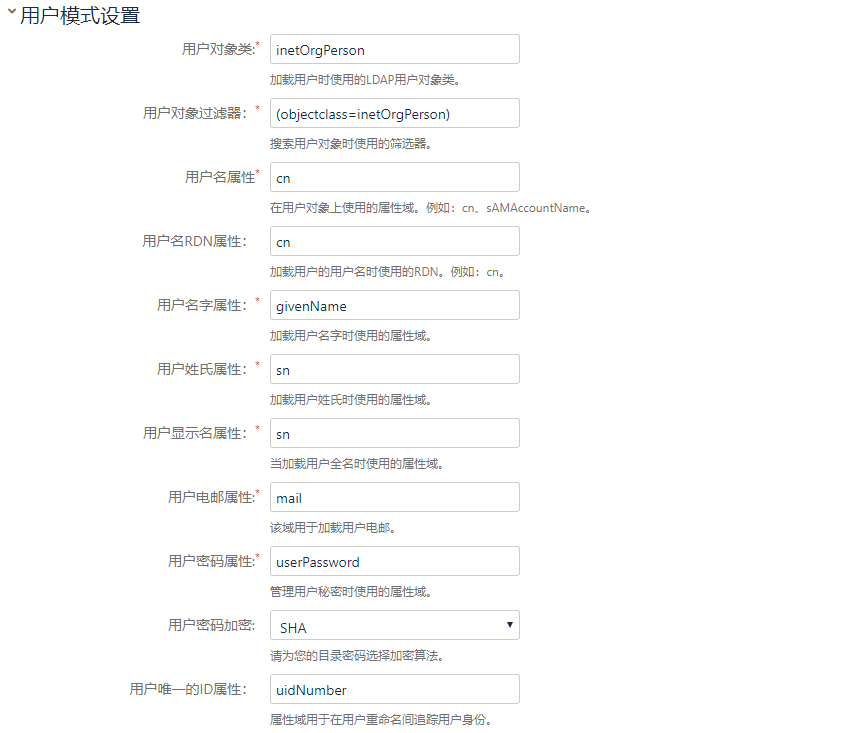 用户模式设置
用户对象类:* inetOrgPerson
加载用户时使用的LDAP用户对象类。
用户对象过滤器：* (objectclass=inetOrgPerson)
搜索用户对象时使用的筛选器。
用户名属性* cn
在用户对象上使用的属性域。例如：cn、sAMAccountName。
用户名RDN属性： cn
加载用户的用户名时使用的RDN。例如：cn。
用户名字属性：* givenName
加载用户名字时使用的属性域。
用户姓氏属性：* sn
加载用户姓氏时使用的属性域。
用户显示名属性：* sn
当加载用户全名时使用的属性域。
用户电邮属性:* mail
该域用于加载用户电邮。
用户密码属性:* userPassword
管理用户秘密时使用的属性域。
用户密码加密: SHA
请为您的目录密码选择加密算法。
用户唯一的ID属性： uidNumber
属性域用于在用户重命名间追踪用户身份。